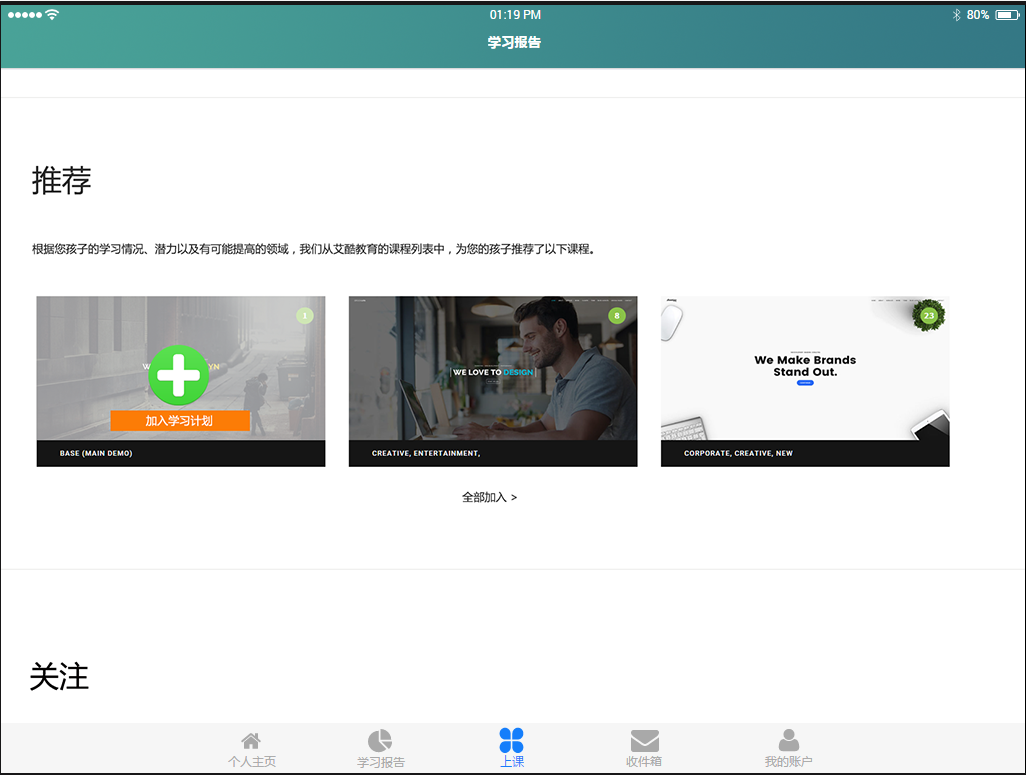 01:19 PM
80%
学习报告
推荐
根据您孩子的学习情况、潜力以及有可能提高的领域，我们从艾酷教育的课程列表中，为您的孩子推荐了以下课程。
1
加入学习计划
BASE (MAIN DEMO)
8
WE LOVE TO DESIGN
CREATIVE, ENTERTAINMENT,
23
We Make Brands
Stand Out.
CORPORATE, CREATIVE, NEW
全部加入 >
关注
个人主页
学习报告
上课
收件箱
我的账户